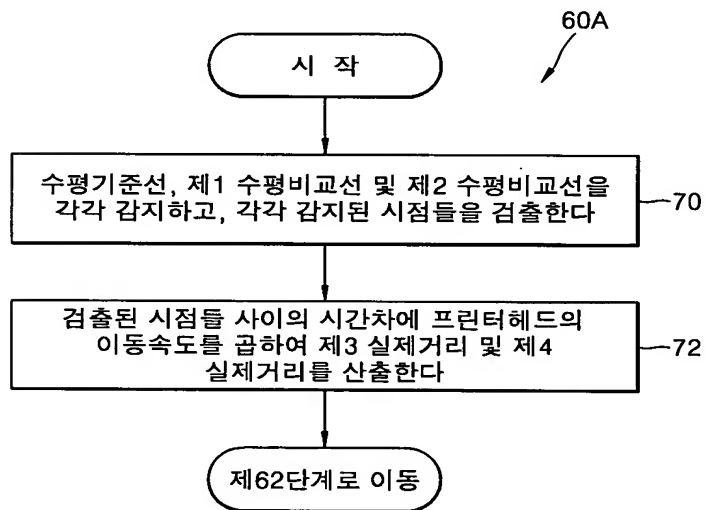 60A
시 작
수평기준선, 제1 수평비교선 및 제2 수평비교선을
각각 감지하고, 각각 감지된 시점들을 검출한다
70
검출된 시점들 사이의 시간차에 프린터헤드의
이동속도를 곱하여 제3 실제거리 및 제4
실제거리를 산출한다
72
제62단계로 이동